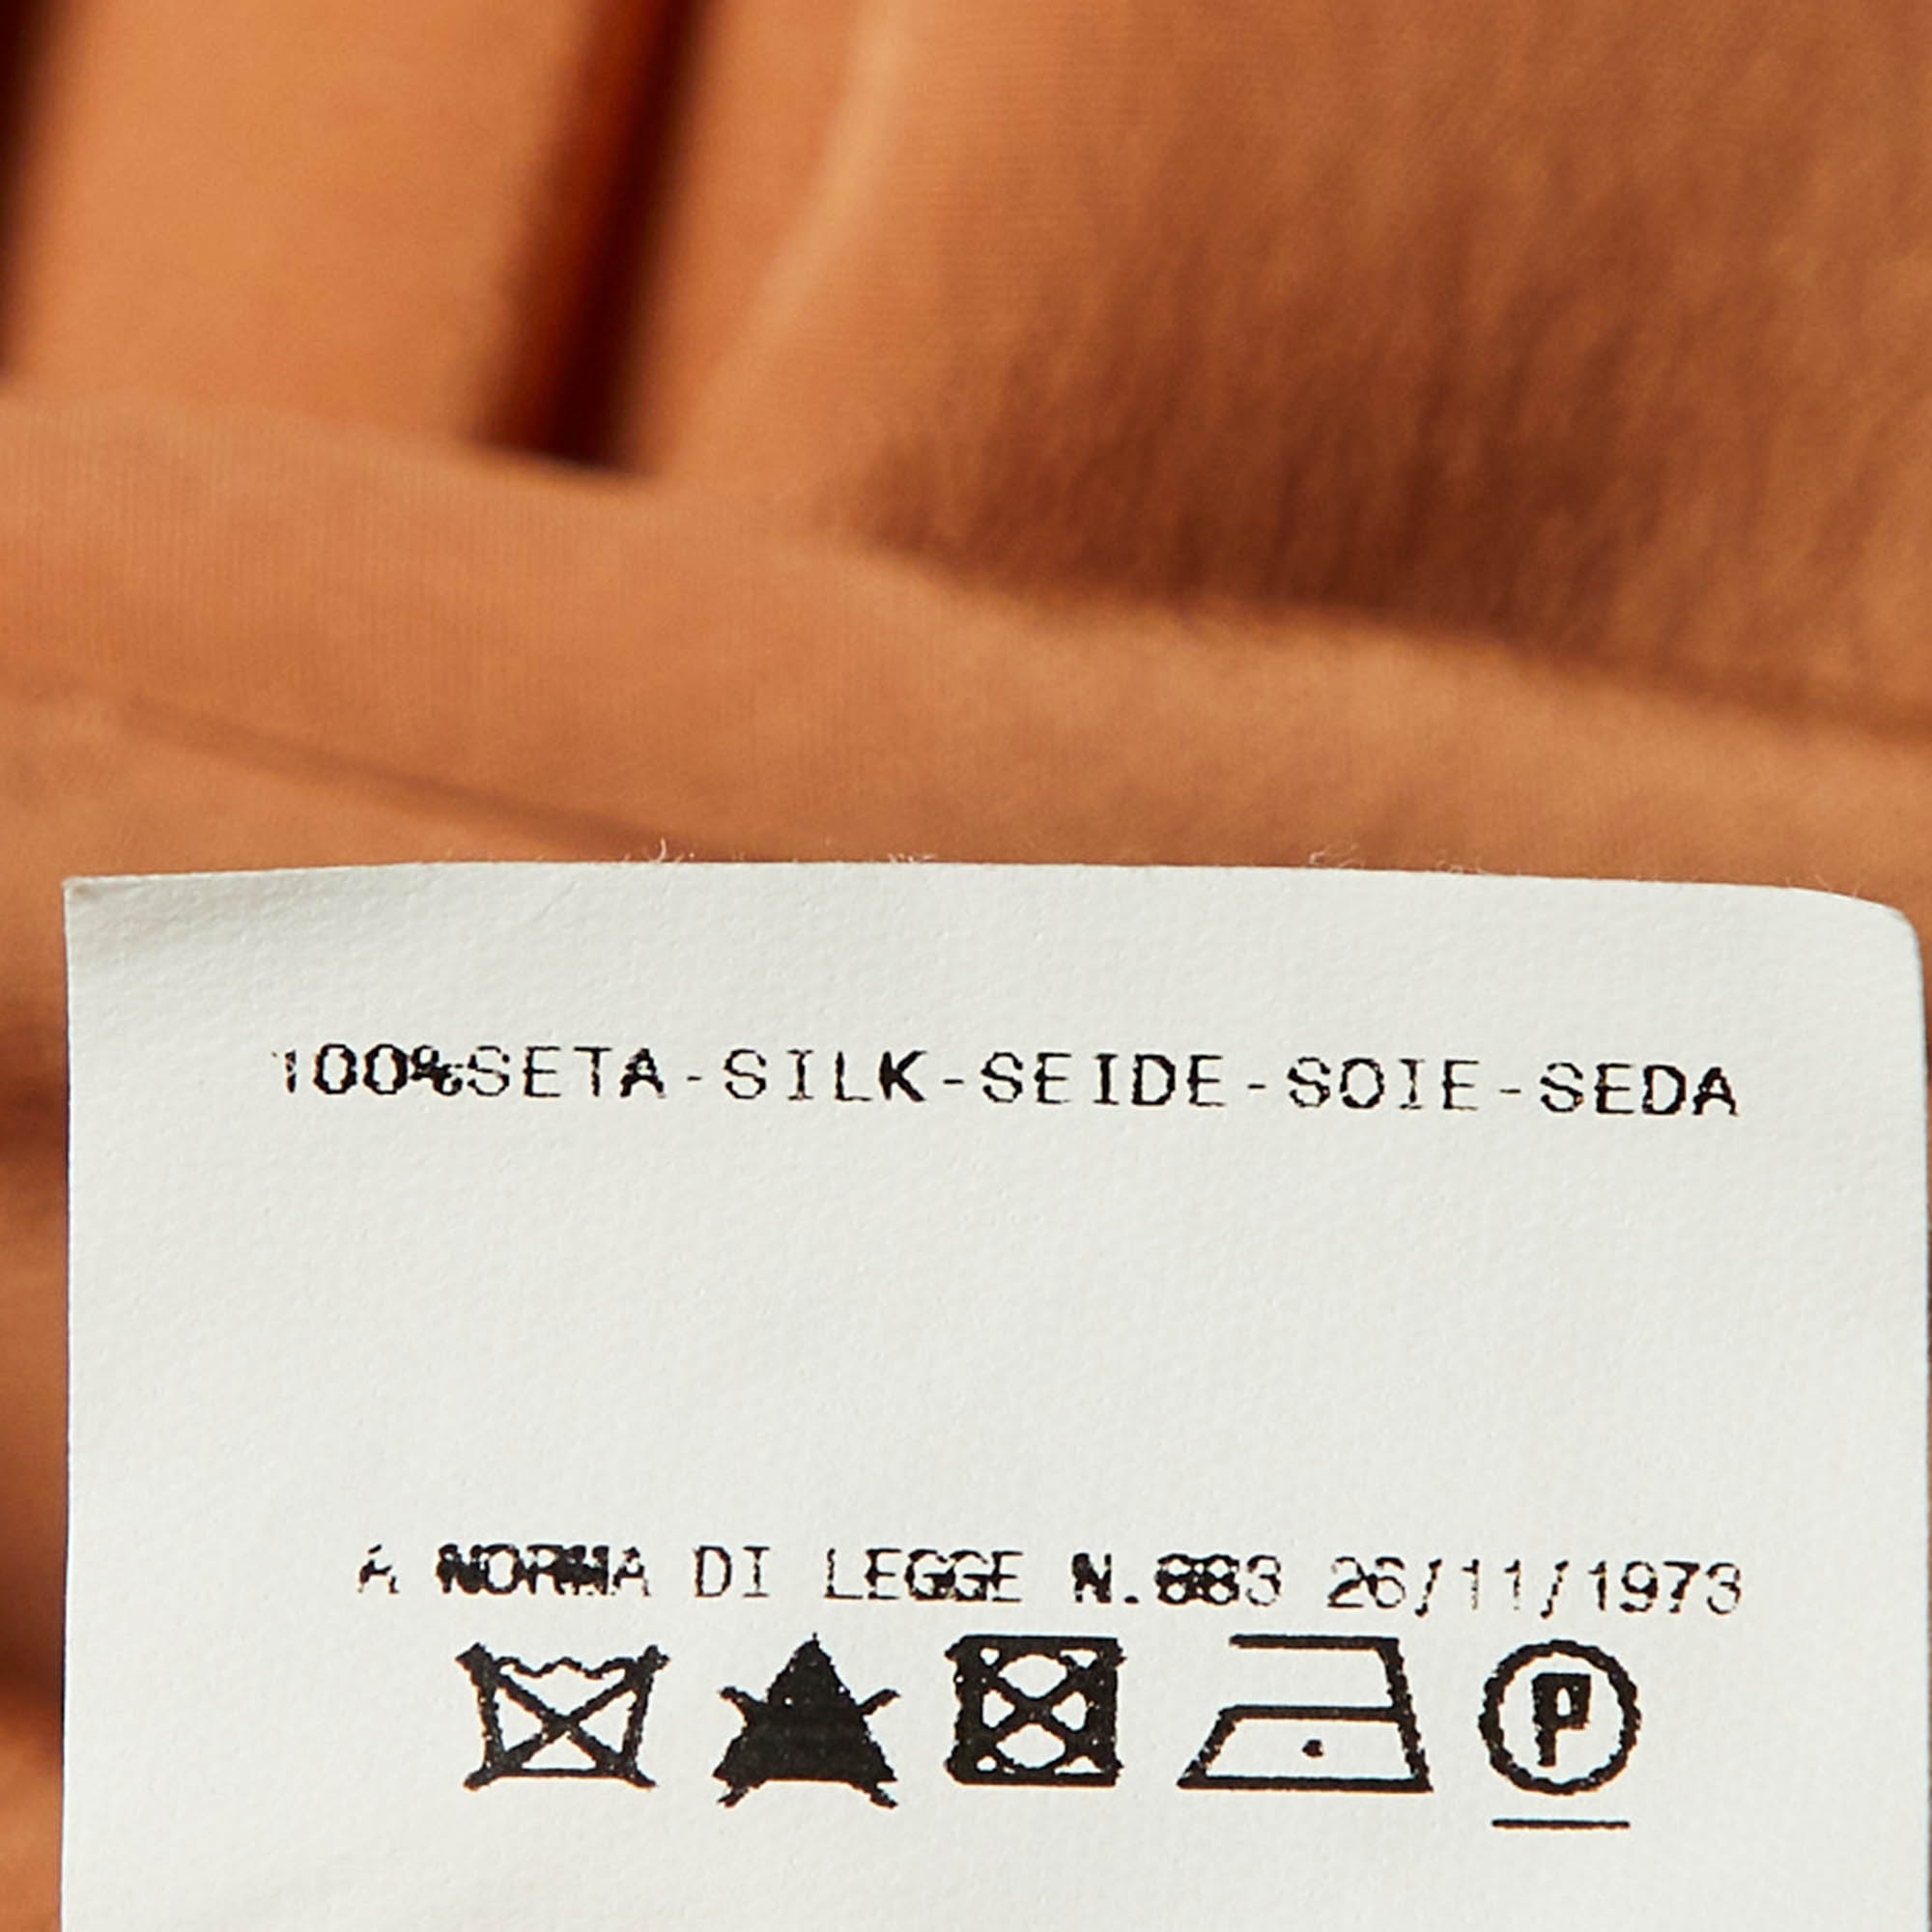 100%SETA-SILK-SEIDE-SOIE-SEDA
A NORMA DI LEGGE N.883 26/11/1973
P